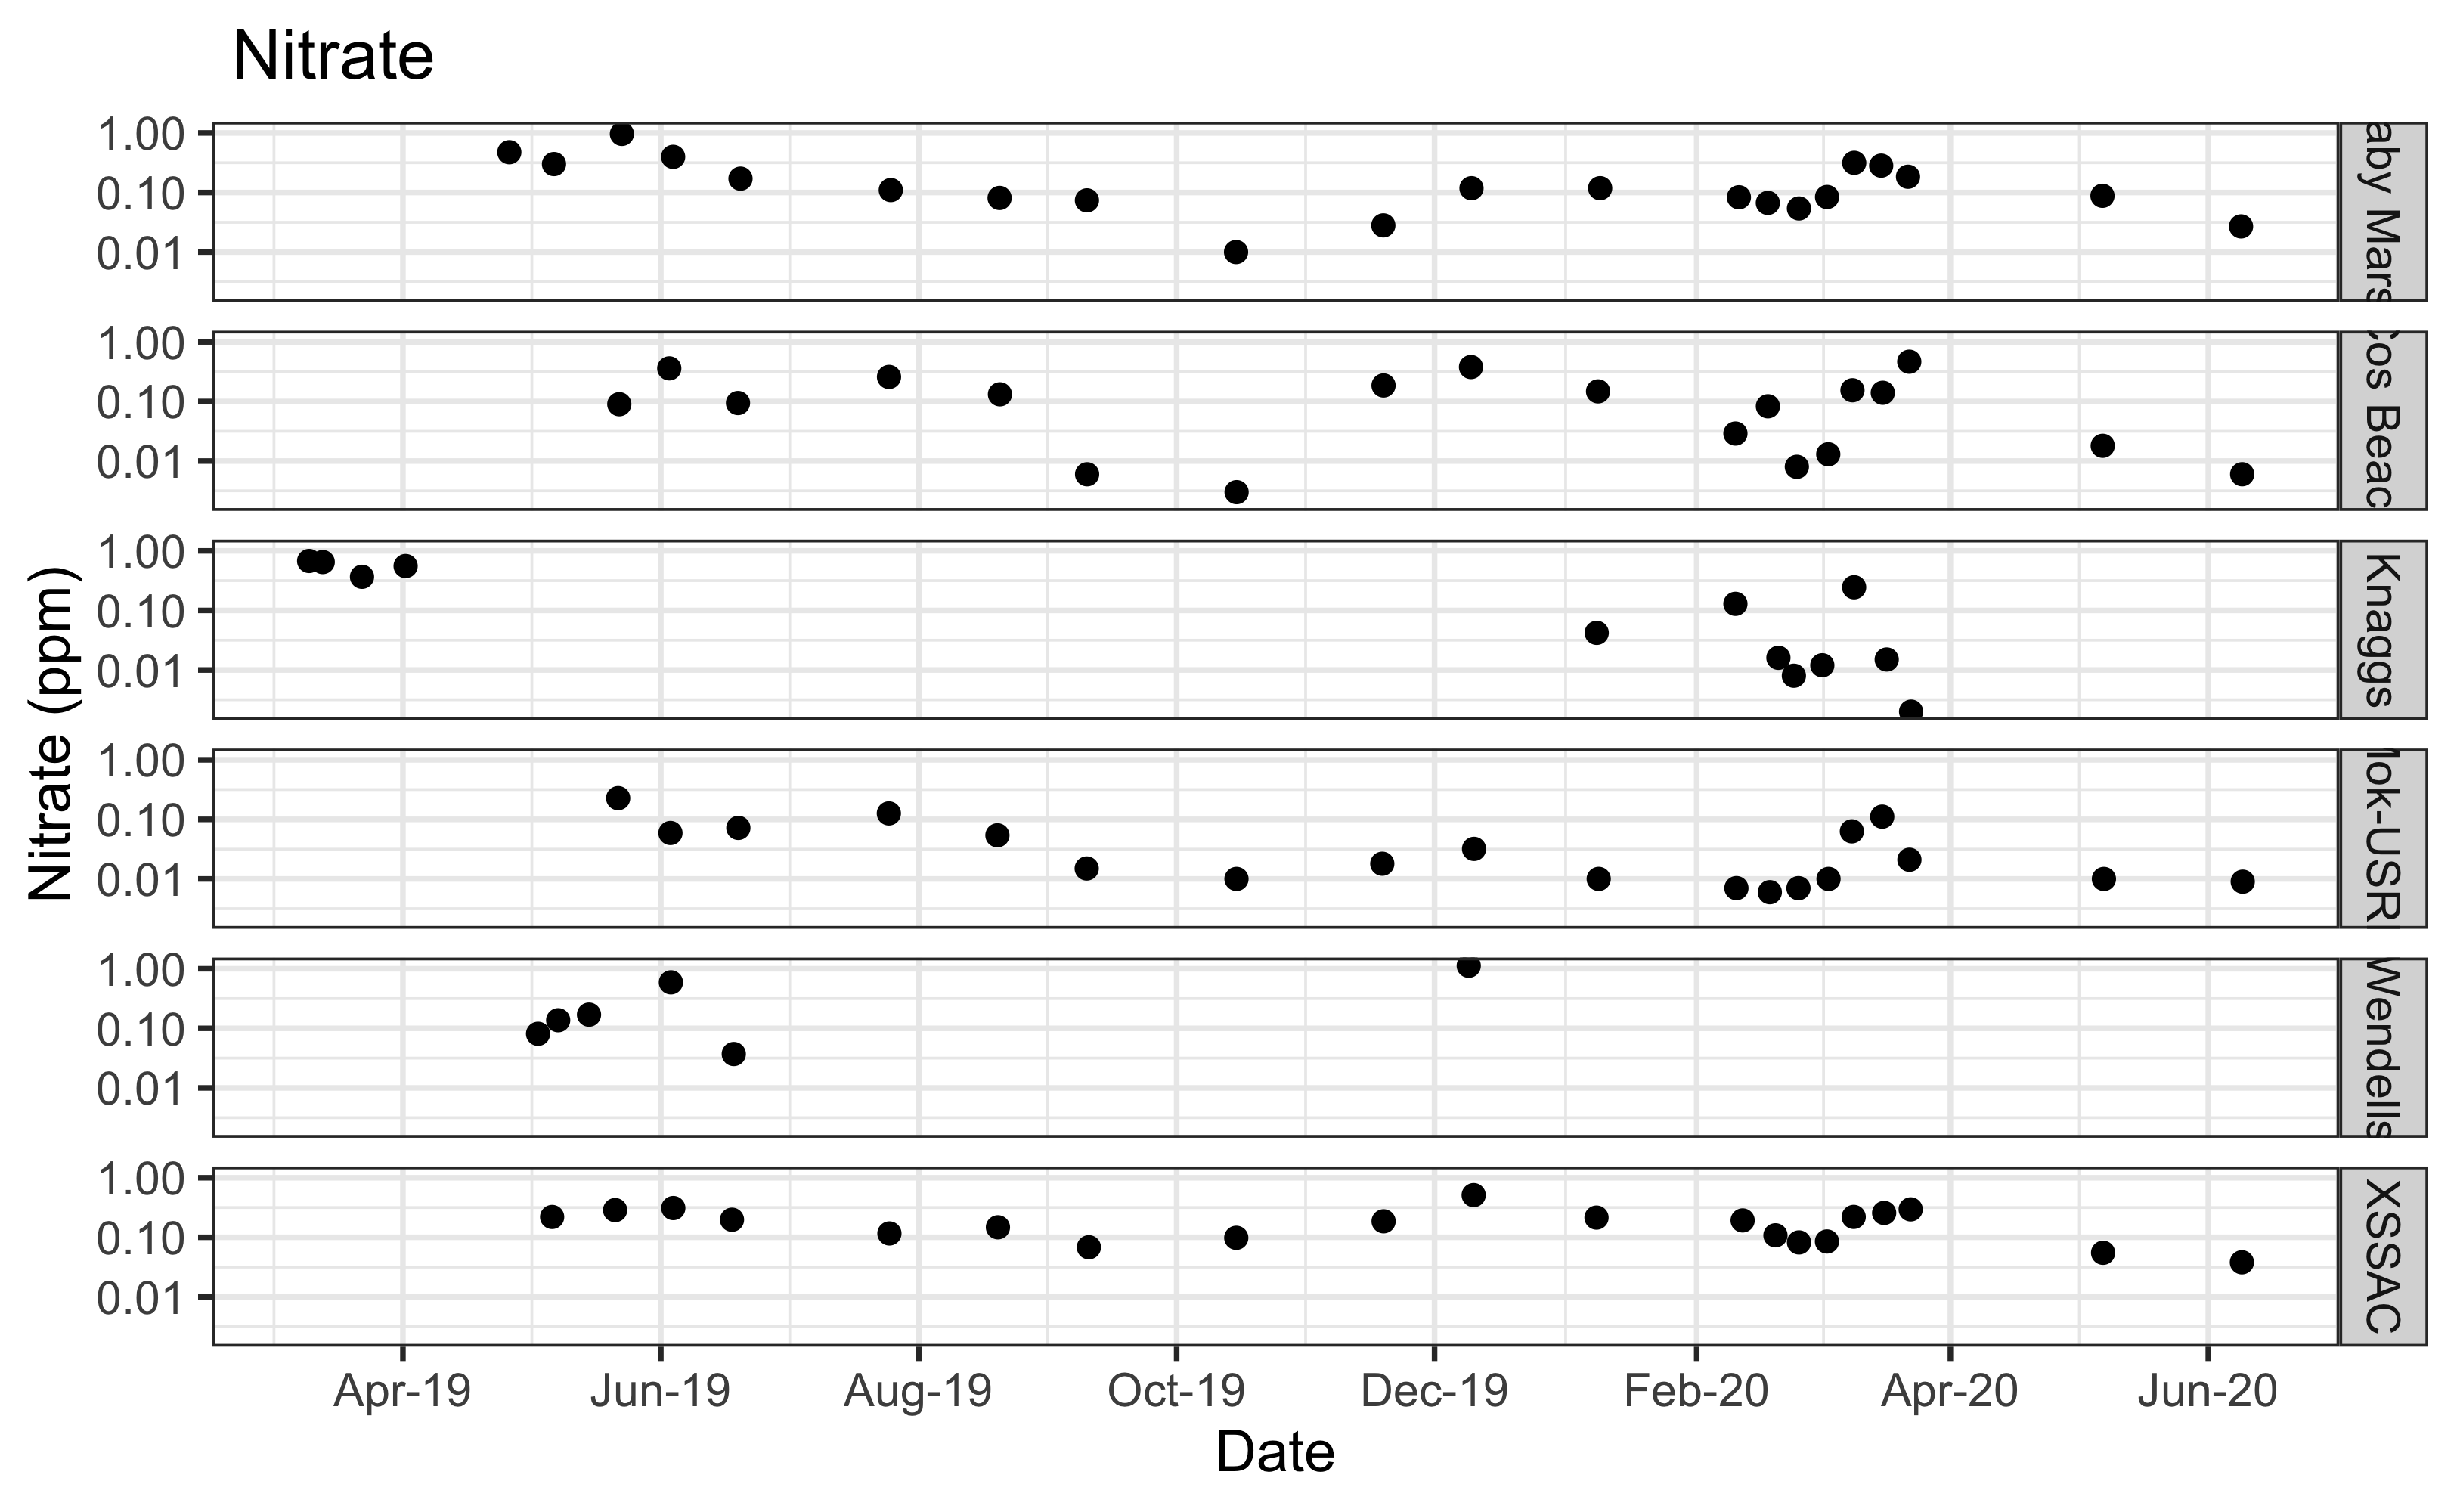 Nitrate
Nitrate (ppm)
1.00
0.10
0.01
aby Mars
1.00
0.10
0.01
os Beac
1.00
0.10
0.01
Knaggs
1.00
0.10
0.01
lok-USR
1.00
0.10
0.01
Wendells
1.00
0.10
0.01
XSSAC
Apr-19 Jun-19 Aug-19 Oct-19 Dec-19 Feb-20 Apr-20 Jun-20
Date